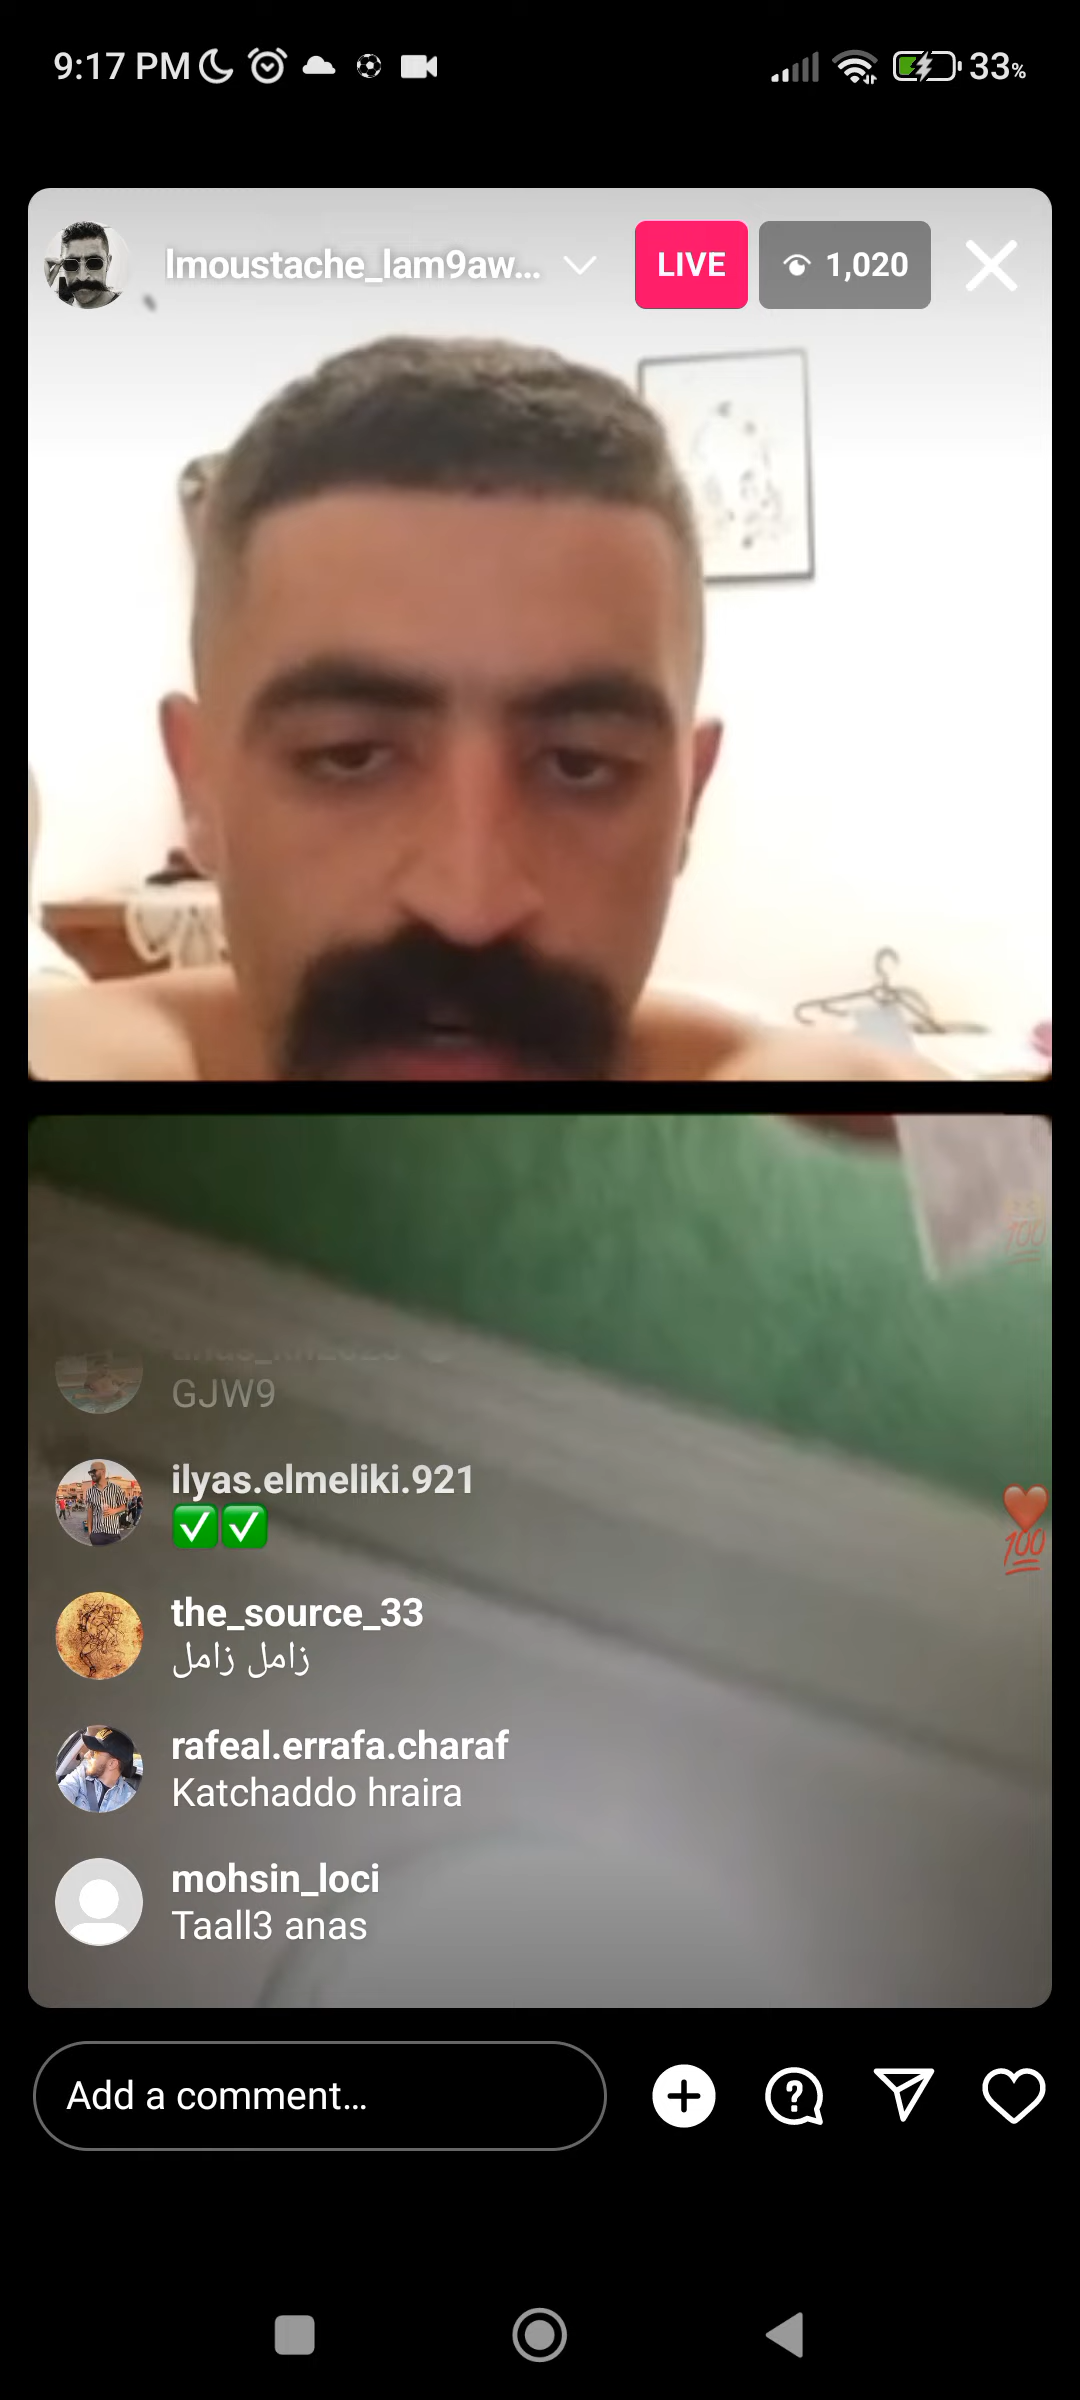 9:17 PM
33%
lmoustache_lam9aw...
LIVE
1,020
GJW9
ilyas.elmeliki.921
✅✅
the_source_33
زامل زامل
rafeal.errafa.charaf
Katchaddo hraira
mohsin_loci
Taall3 anas
💯
❤️
💯
Add a comment...